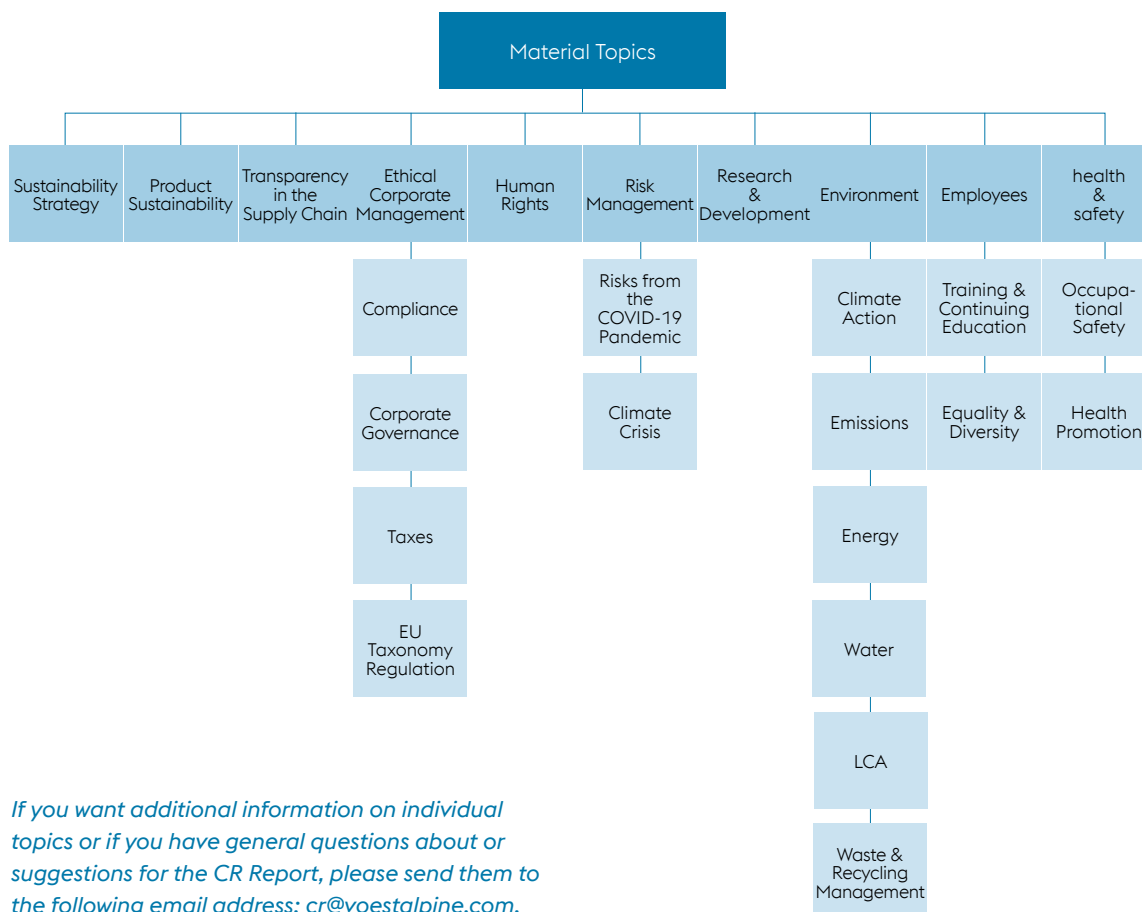 Material Topics
Sustainability
Strategy
Product
Sustainability
Transparency
in the
Supply Chain
Ethical
Corporate
Management
Human
Rights
Risk
Management
Research
&
Development
Environment
Employees
health
&
safety
Compliance
Risks from
the
COVID-19
Pandemic
Climate
Action
Training &
Continuing
Education
Occupa-
tional
Safety
Corporate
Governance
Climate
Crisis
Emissions
Equality &
Diversity
Health
Promotion
Taxes
Energy
EU
Taxonomy
Regulation
Water
LCA
Waste &
Recycling
Management
If you want additional information on individual
topics or if you have general questions about or
suggestions for the CR Report, please send them to
the following email address: cr@voestalpine.com.